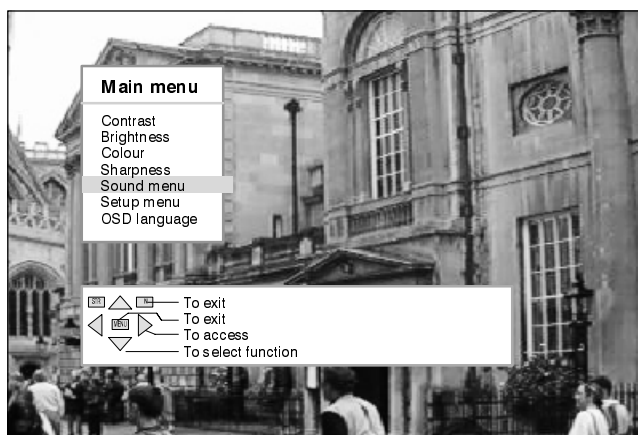 Main menu
Contrast
Brightness
Colour
Sharpness
Sound menu
Setup menu
OSD language
STR
To exit
MENU
To exit
To access
To select function